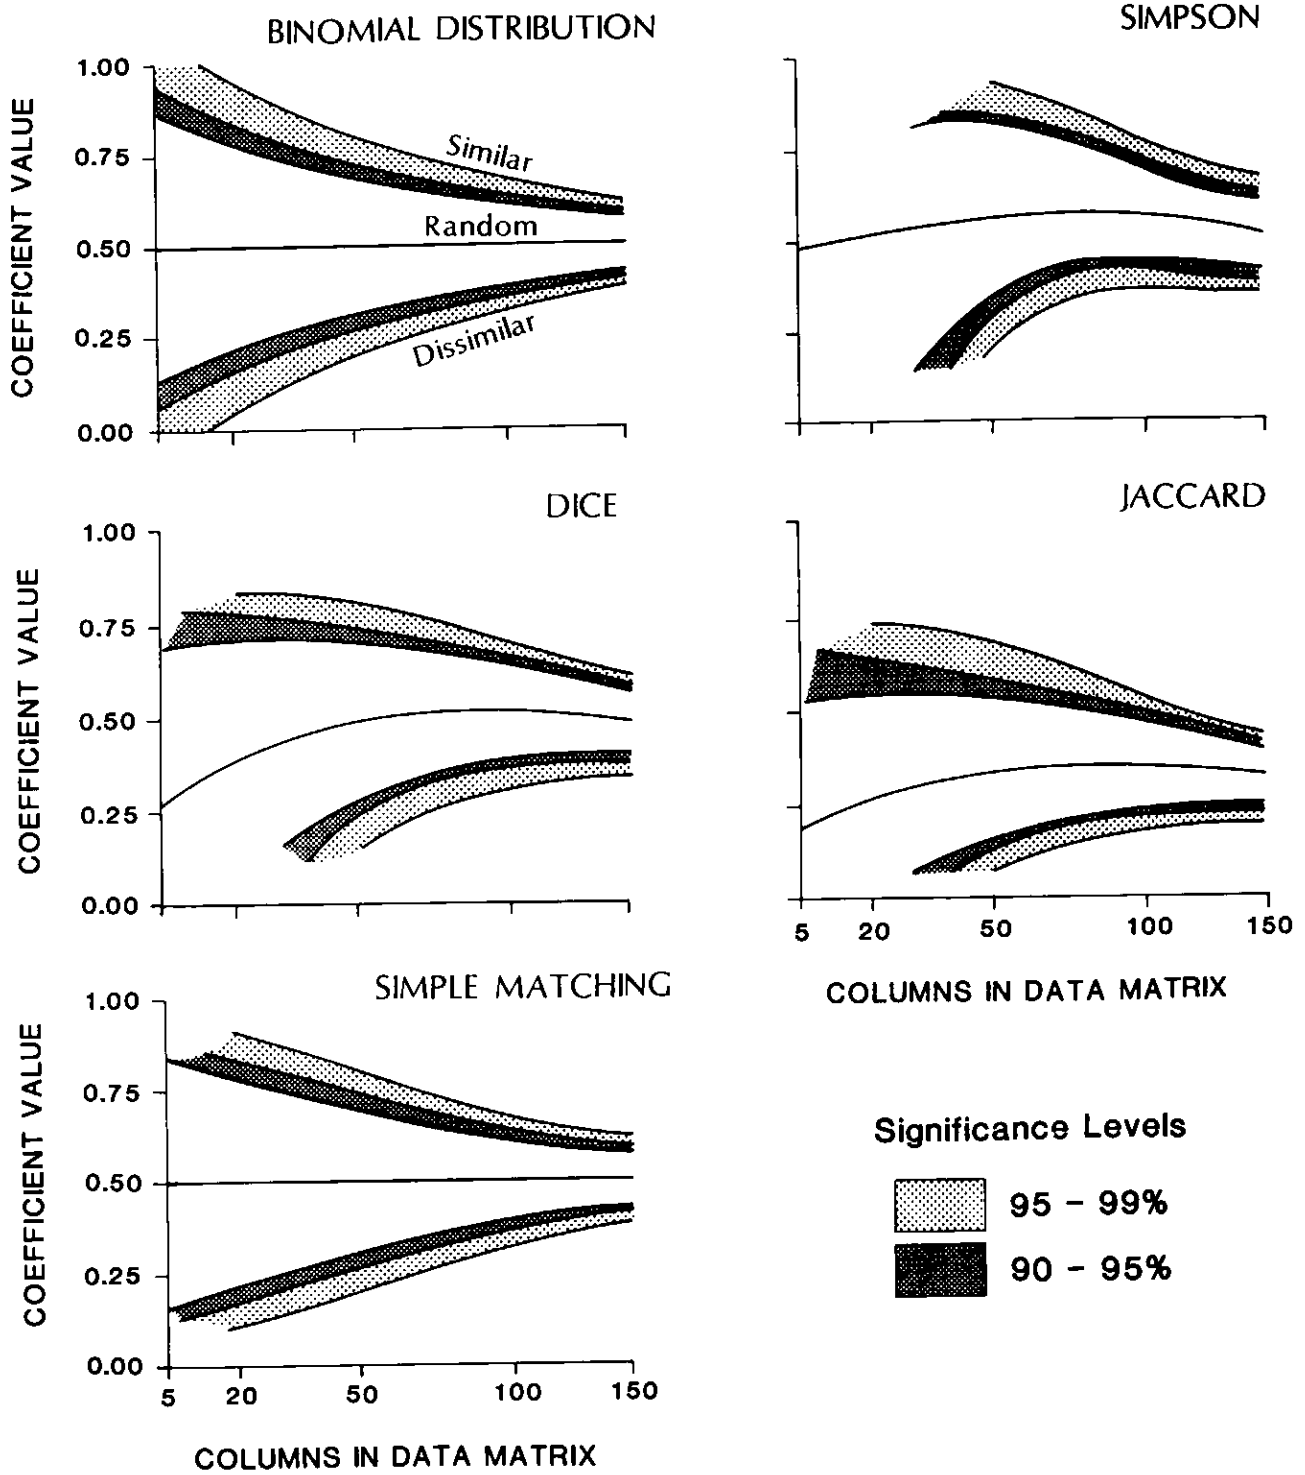 BINOMIAL DISTRIBUTION
COEFFICIENT VALUE
1.00
0.75
0.50
0.25
0.00
Similar
Random
Dissimilar
SIMPSON
DICE
COEFFICIENT VALUE
1.00
0.75
0.50
0.25
0.00
JACCARD
5 20 50 100 150
COLUMNS IN DATA MATRIX
SIMPLE MATCHING
COEFFICIENT VALUE
1.00
0.75
0.50
0.25
0.00
5 20 50 100 150
COLUMNS IN DATA MATRIX
Significance Levels
95 – 99%
90 – 95%